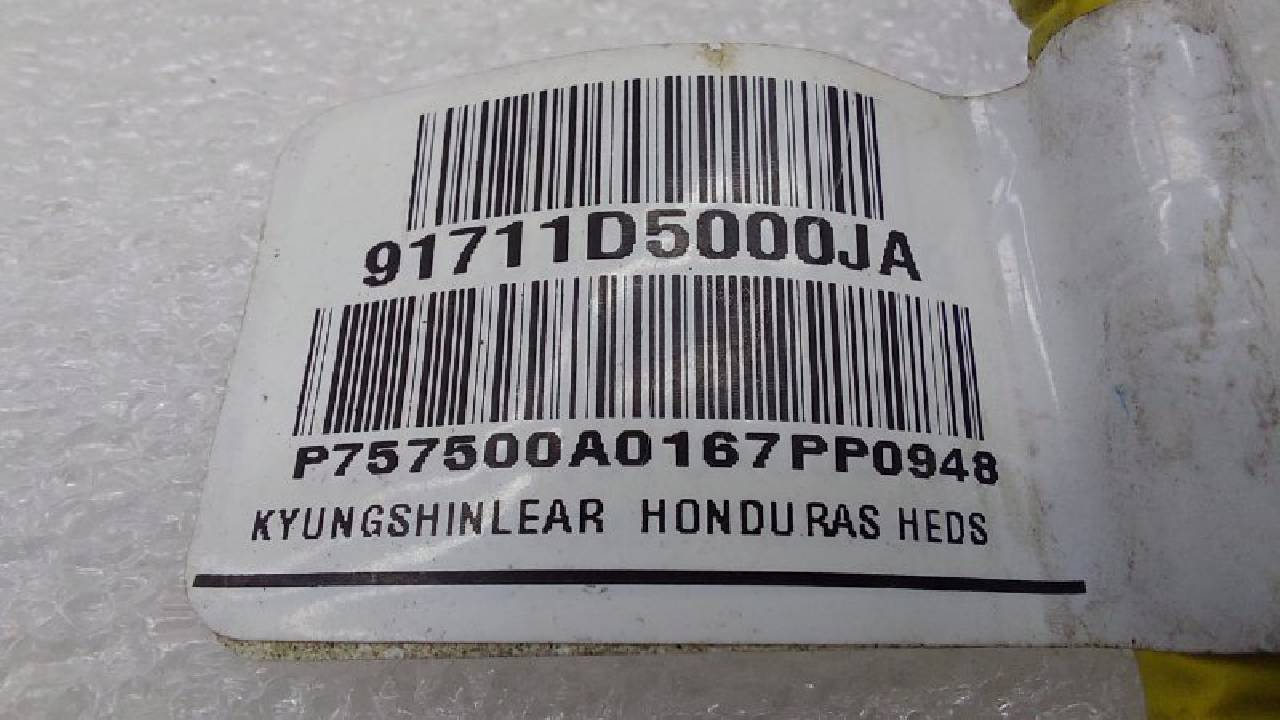 91711D5000JA
P757500A0167PP0948
KYUNGSHINLEAR HONDURAS HEDS